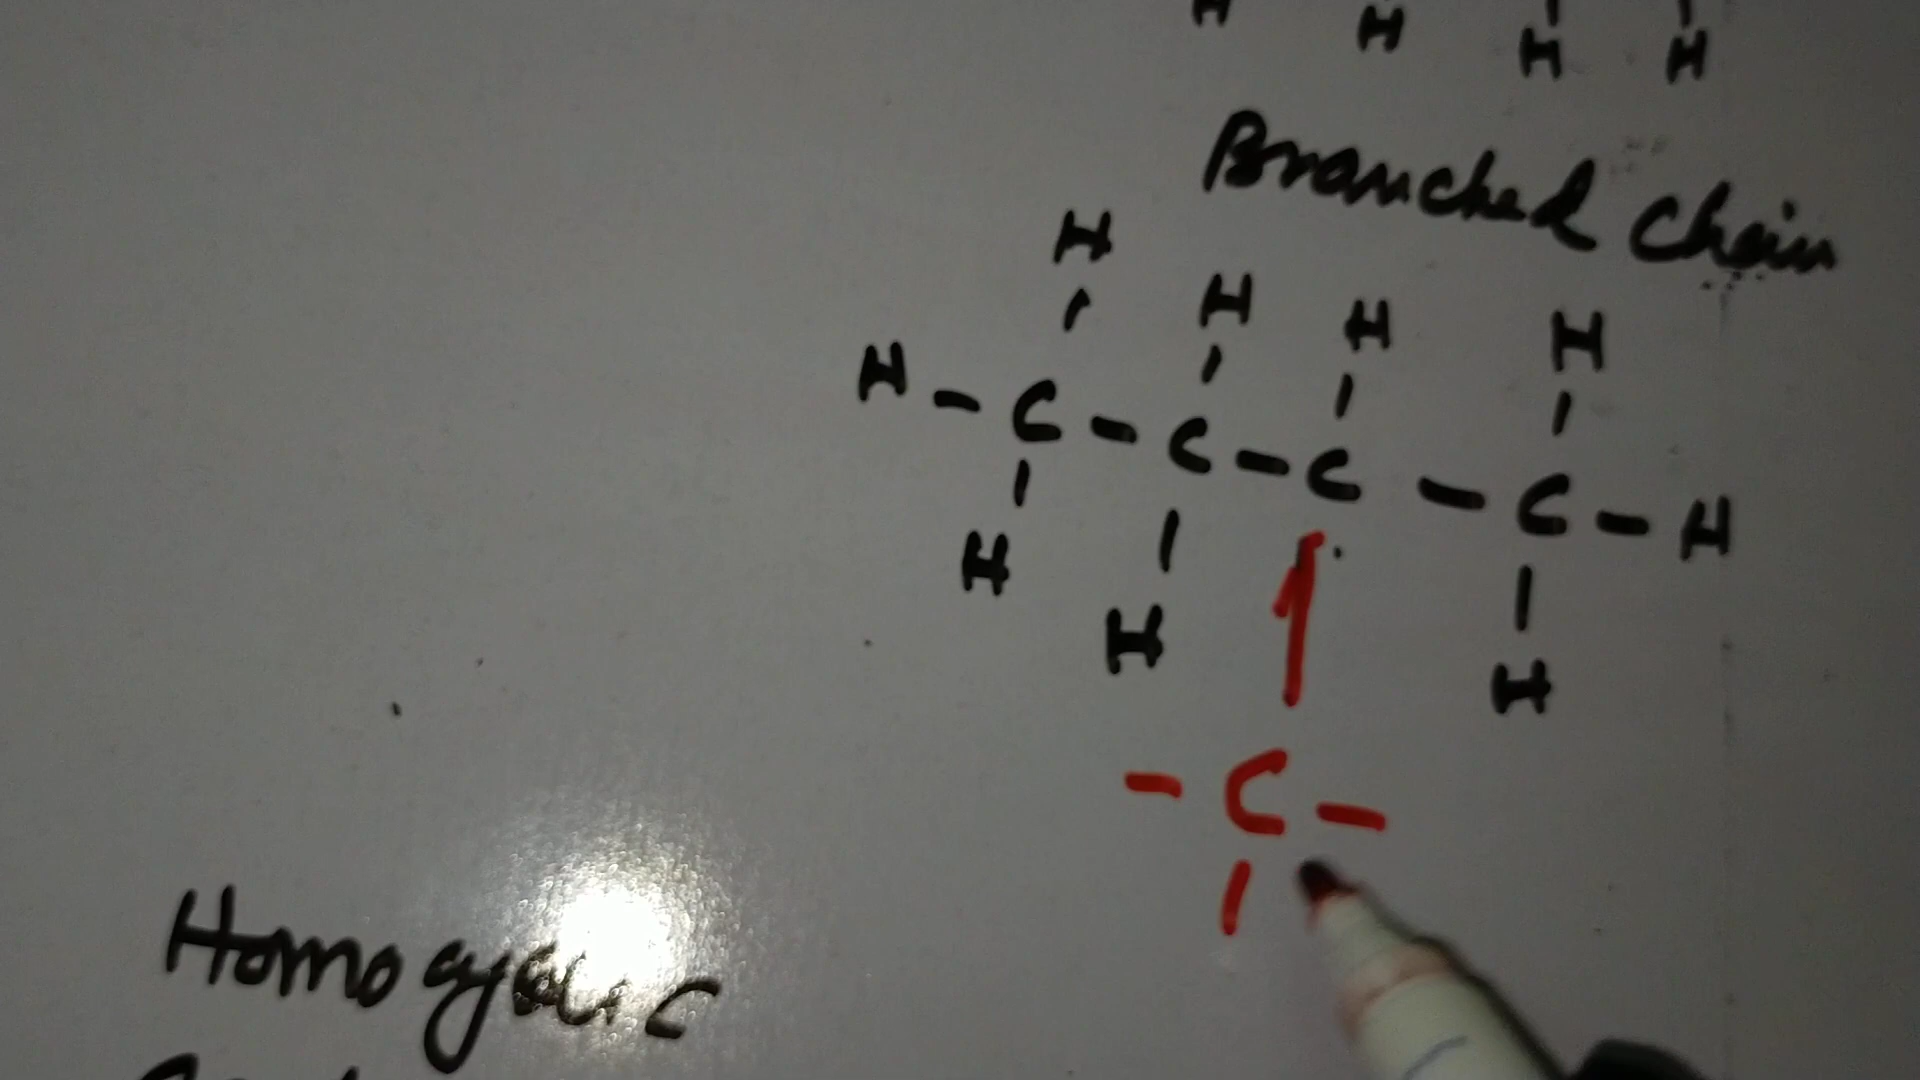 H H H H
Branched Chain
H H H H
H - C - C - C - C - H
H H H
- C -
Homocyclic